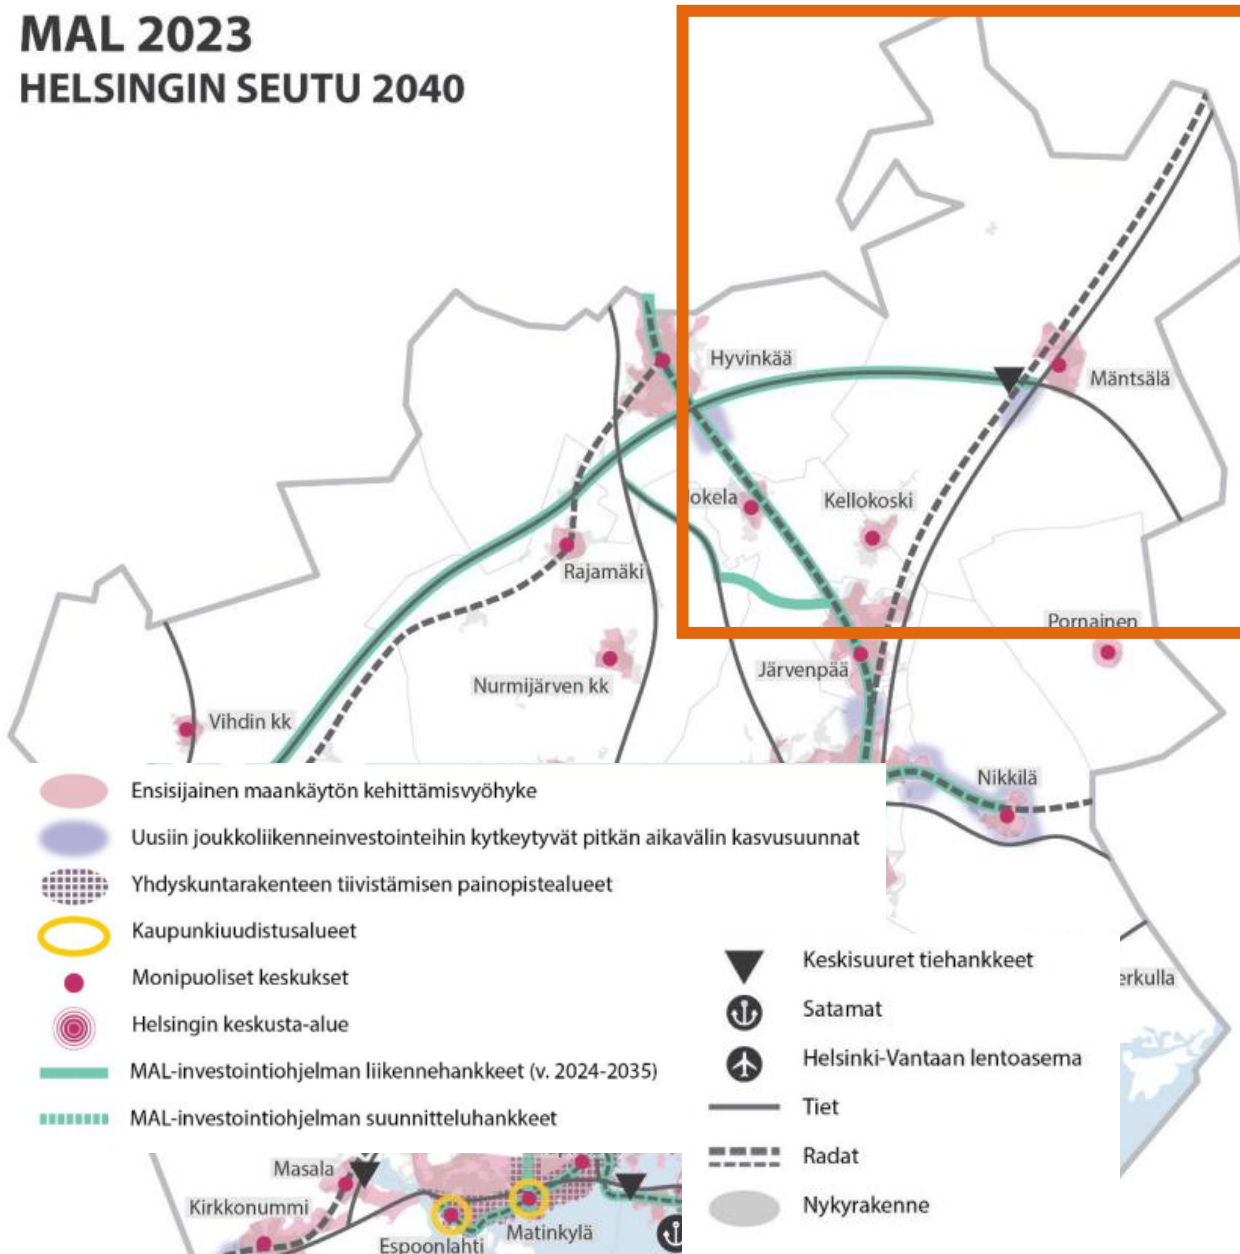 MAL 2023
HELSINGIN SEUTU 2040
Hyvinkää
Mäntsälä
okela
Kellokoski
Rajamäki
Pornainen
Järvenpää
Nurmijärven kk
Vihdin kk
Nikkilä
Ensisijainen maankäytön kehittämisvyöhyke
Uusiin joukkoliikenneinvestointeihin kytkeytyvät pitkän aikavälin kasvusuunnat
Yhdyskuntarakenteen tiivistämisen painopistealueet
Kaupunkiuudistusalueet
Monipuoliset keskukset
Helsingin keskusta-alue
MAL-investointiohjelman liikennehankkeet (v. 2024-2035)
MAL-investointiohjelman suunnitteluhankkeet
Keskisuuret tiehankkeet
Satamat
Helsinki-Vantaan lentoasema
Tiet
Radat
Nykyrakenne
erkulla
Masala
Kirkkonummi
Espoonlahti
Matinkylä